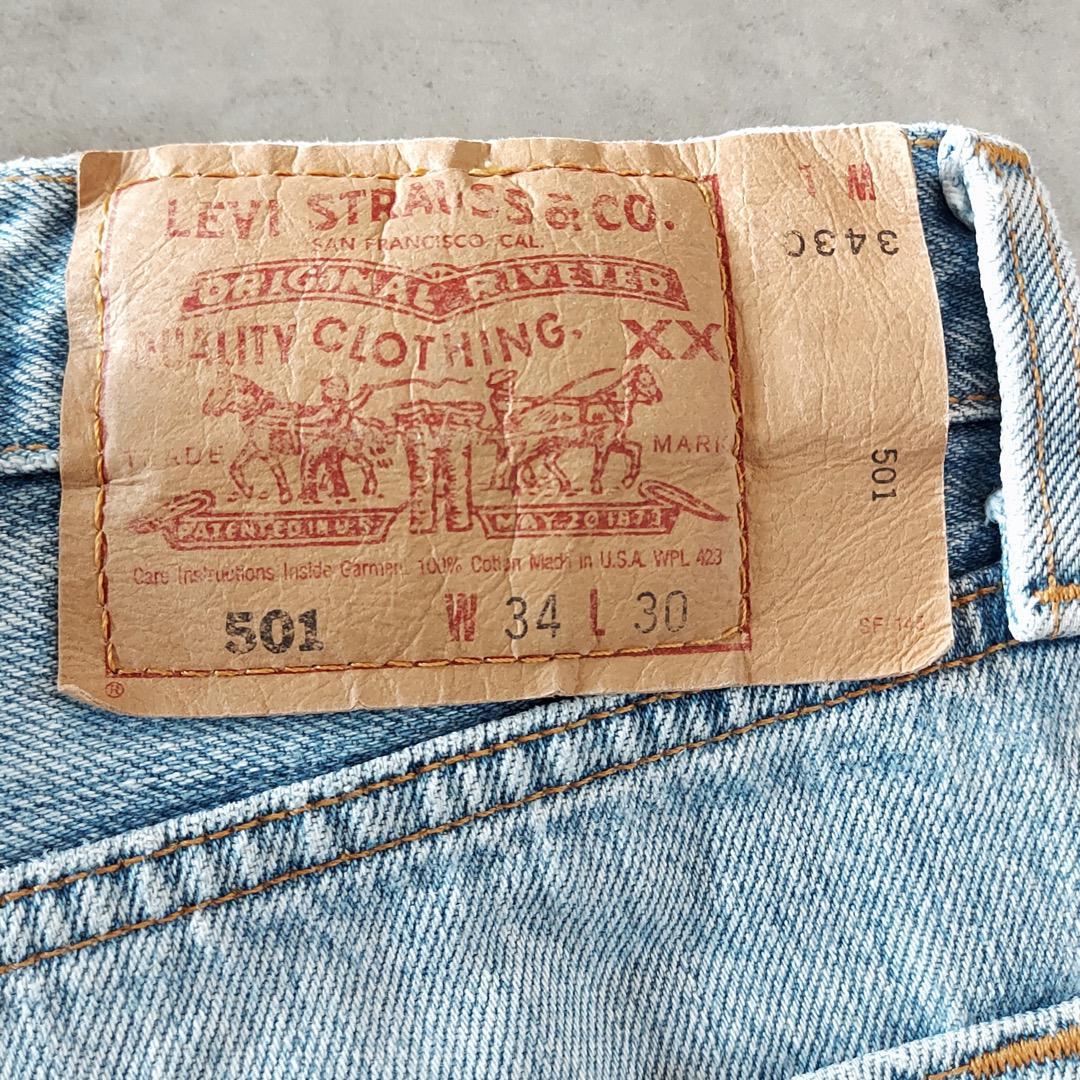 LEVI STRAUSS & CO.
SAN FRANCISCO CAL.
ORIGINAL RIVETED
QUALITY CLOTHING. XX
TRADE MARK
PATENTED IN U.S. MAY 20 1873
Care Instructions Inside Garment 100% Cotton Made in U.S.A. WPL 423
501 W 34 L 30
®
W L
3430
501